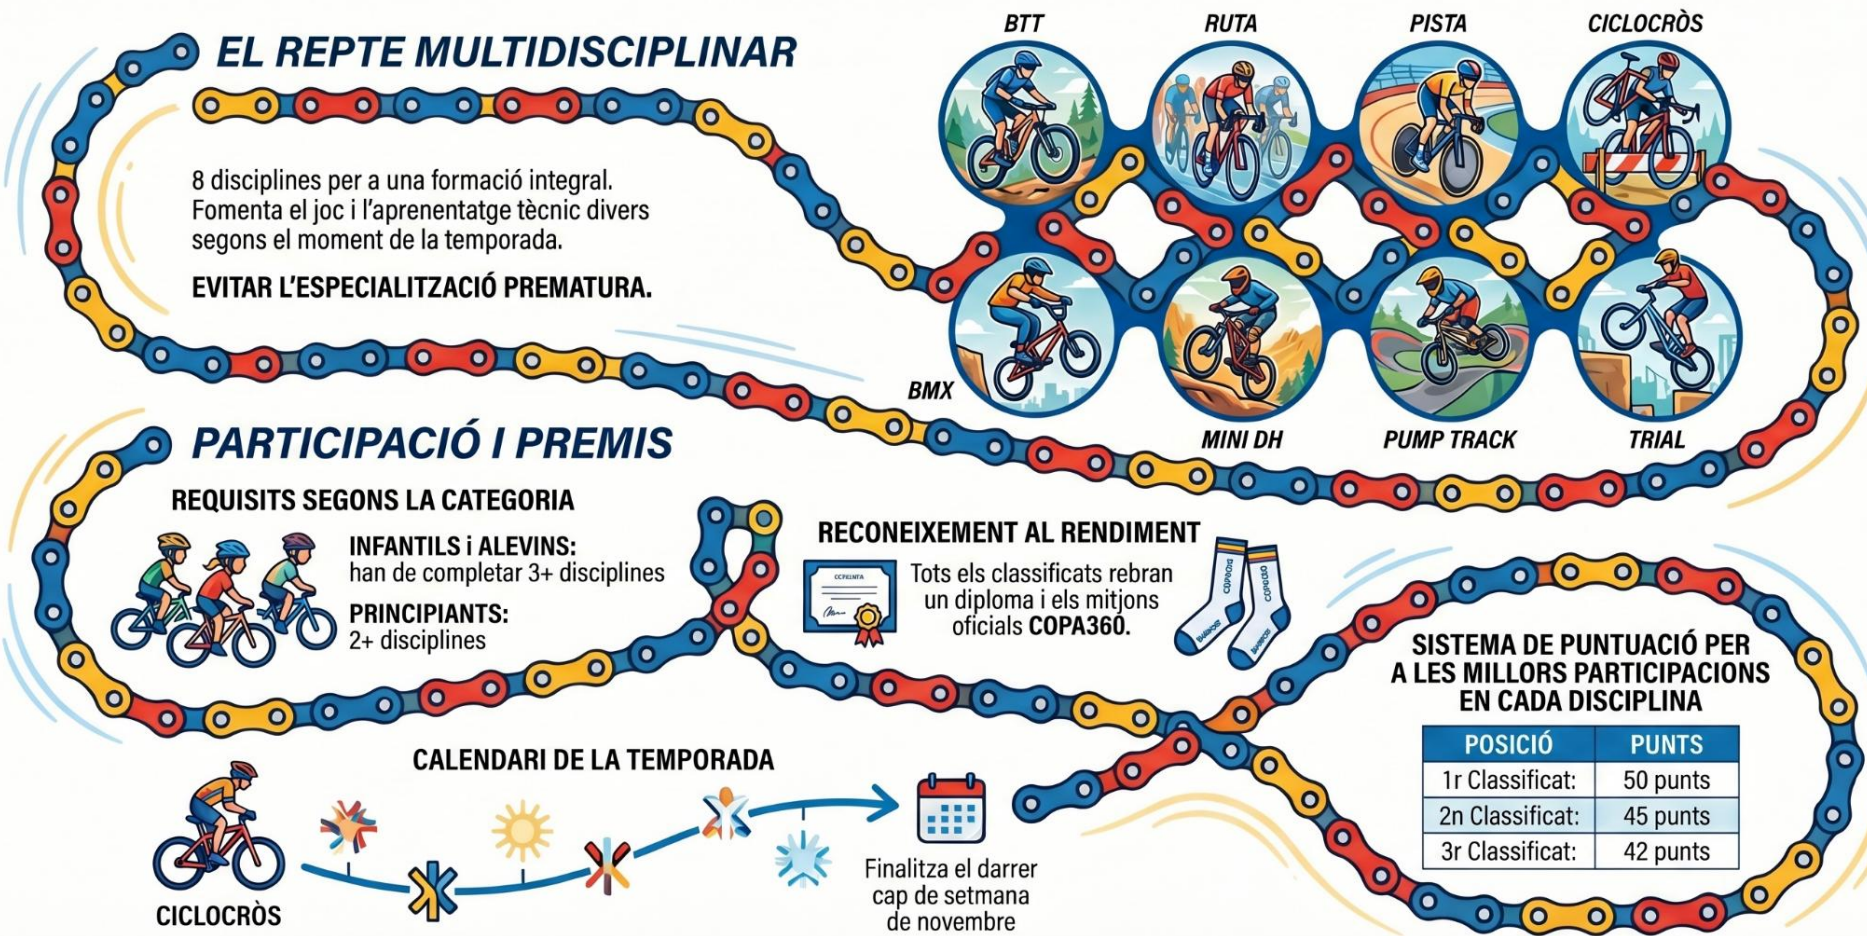 EL REPTE MULTIDISCIPLINAR
8 disciplines per a una formació integral.
Fomenta el joc i l'aprenentatge tècnic divers
segons el moment de la temporada.
EVITAR L'ESPECIALITZACIÓ PREMATURA.
BTT
RUTA
PISTA
CICLOCRÒS
BMX
MINI DH
PUMP TRACK
TRIAL
PARTICIPACIÓ I PREMIS
REQUISITS SEGONS LA CATEGORIA
INFANTILS i ALEVINS:
han de completar 3+ disciplines
PRINCIPIANTS:
2+ disciplines
RECONEIXEMENT AL RENDIMENT
Tots els classificats rebran
un diploma i els mitjons
oficials COPA360.
SISTEMA DE PUNTUACIÓ PER
A LES MILLORS PARTICIPACIONS
EN CADA DISCIPLINA
POSICIÓ PUNTS
1r Classificat: 50 punts
2n Classificat: 45 punts
3r Classificat: 42 punts
CALENDARI DE LA TEMPORADA
CICLOCRÒS
Finalitza el darrer
cap de setmana
de novembre